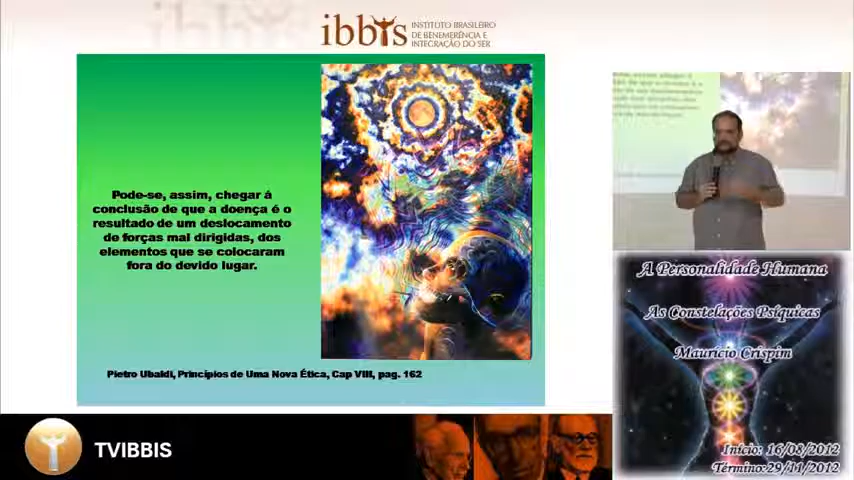 ibbis
INSTITUTO BRASILEIRO
DE BENEMERÊNCIA E
INTEGRAÇÃO DO SER
Pode-se, assim, chegar á
conclusão de que a doença é o
resultado de um deslocamento
de forças mal dirigidas, dos
elementos que se colocaram
fora do devido lugar.
Pietro Ubaldi, Princípios de Uma Nova Ética, Cap VIII, pag. 162
A Personalidade Humana
As Constelações Psíquicas
Maurício Crispim
Início: 16/08/2012
Término:29/11/2012
TVIBBIS